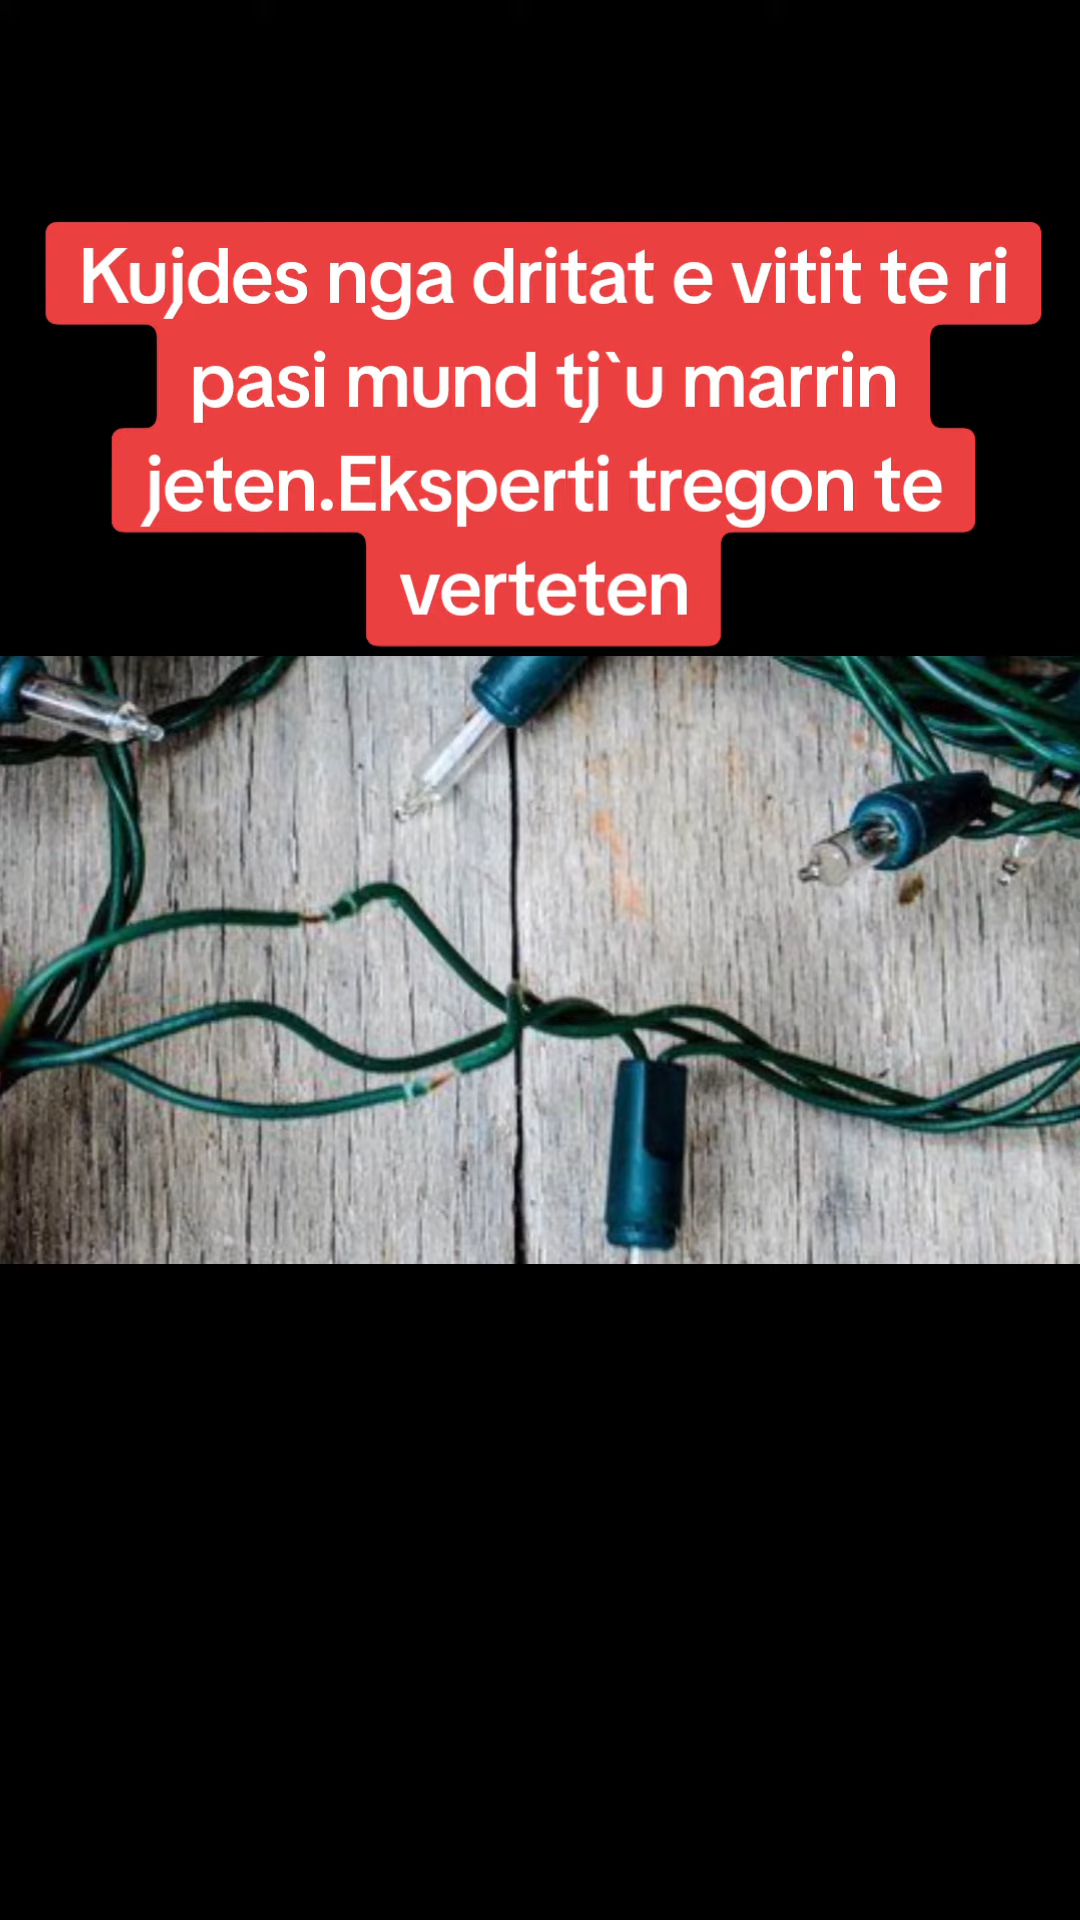 Kujdes nga dritat e vitit te ri
pasi mund tj`u marrin
jeten.Eksperti tregon te
verteten